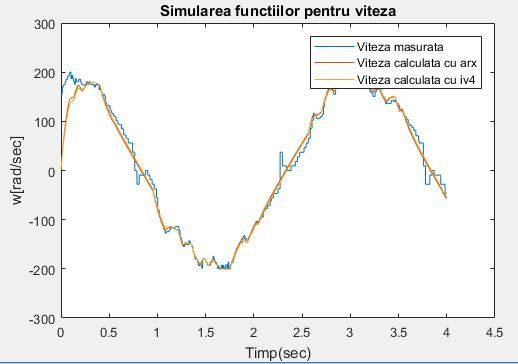 Simularea functiilor pentru viteza
300
200
100
0
-100
-200
-300
w[rad/sec]
Viteza masurata
Viteza calculata cu arx
Viteza calculata cu iv4
0 0.5 1 1.5 2 2.5 3 3.5 4 4.5
Timp(sec)